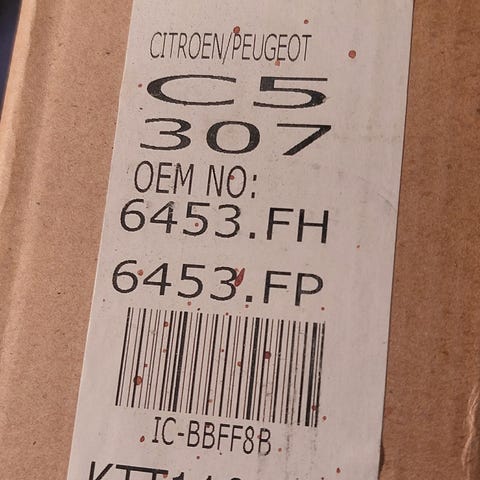 CITROEN/PEUGEOT
C5
307
OEM NO:
6453.FH
6453.FP
IC-BBFF8B